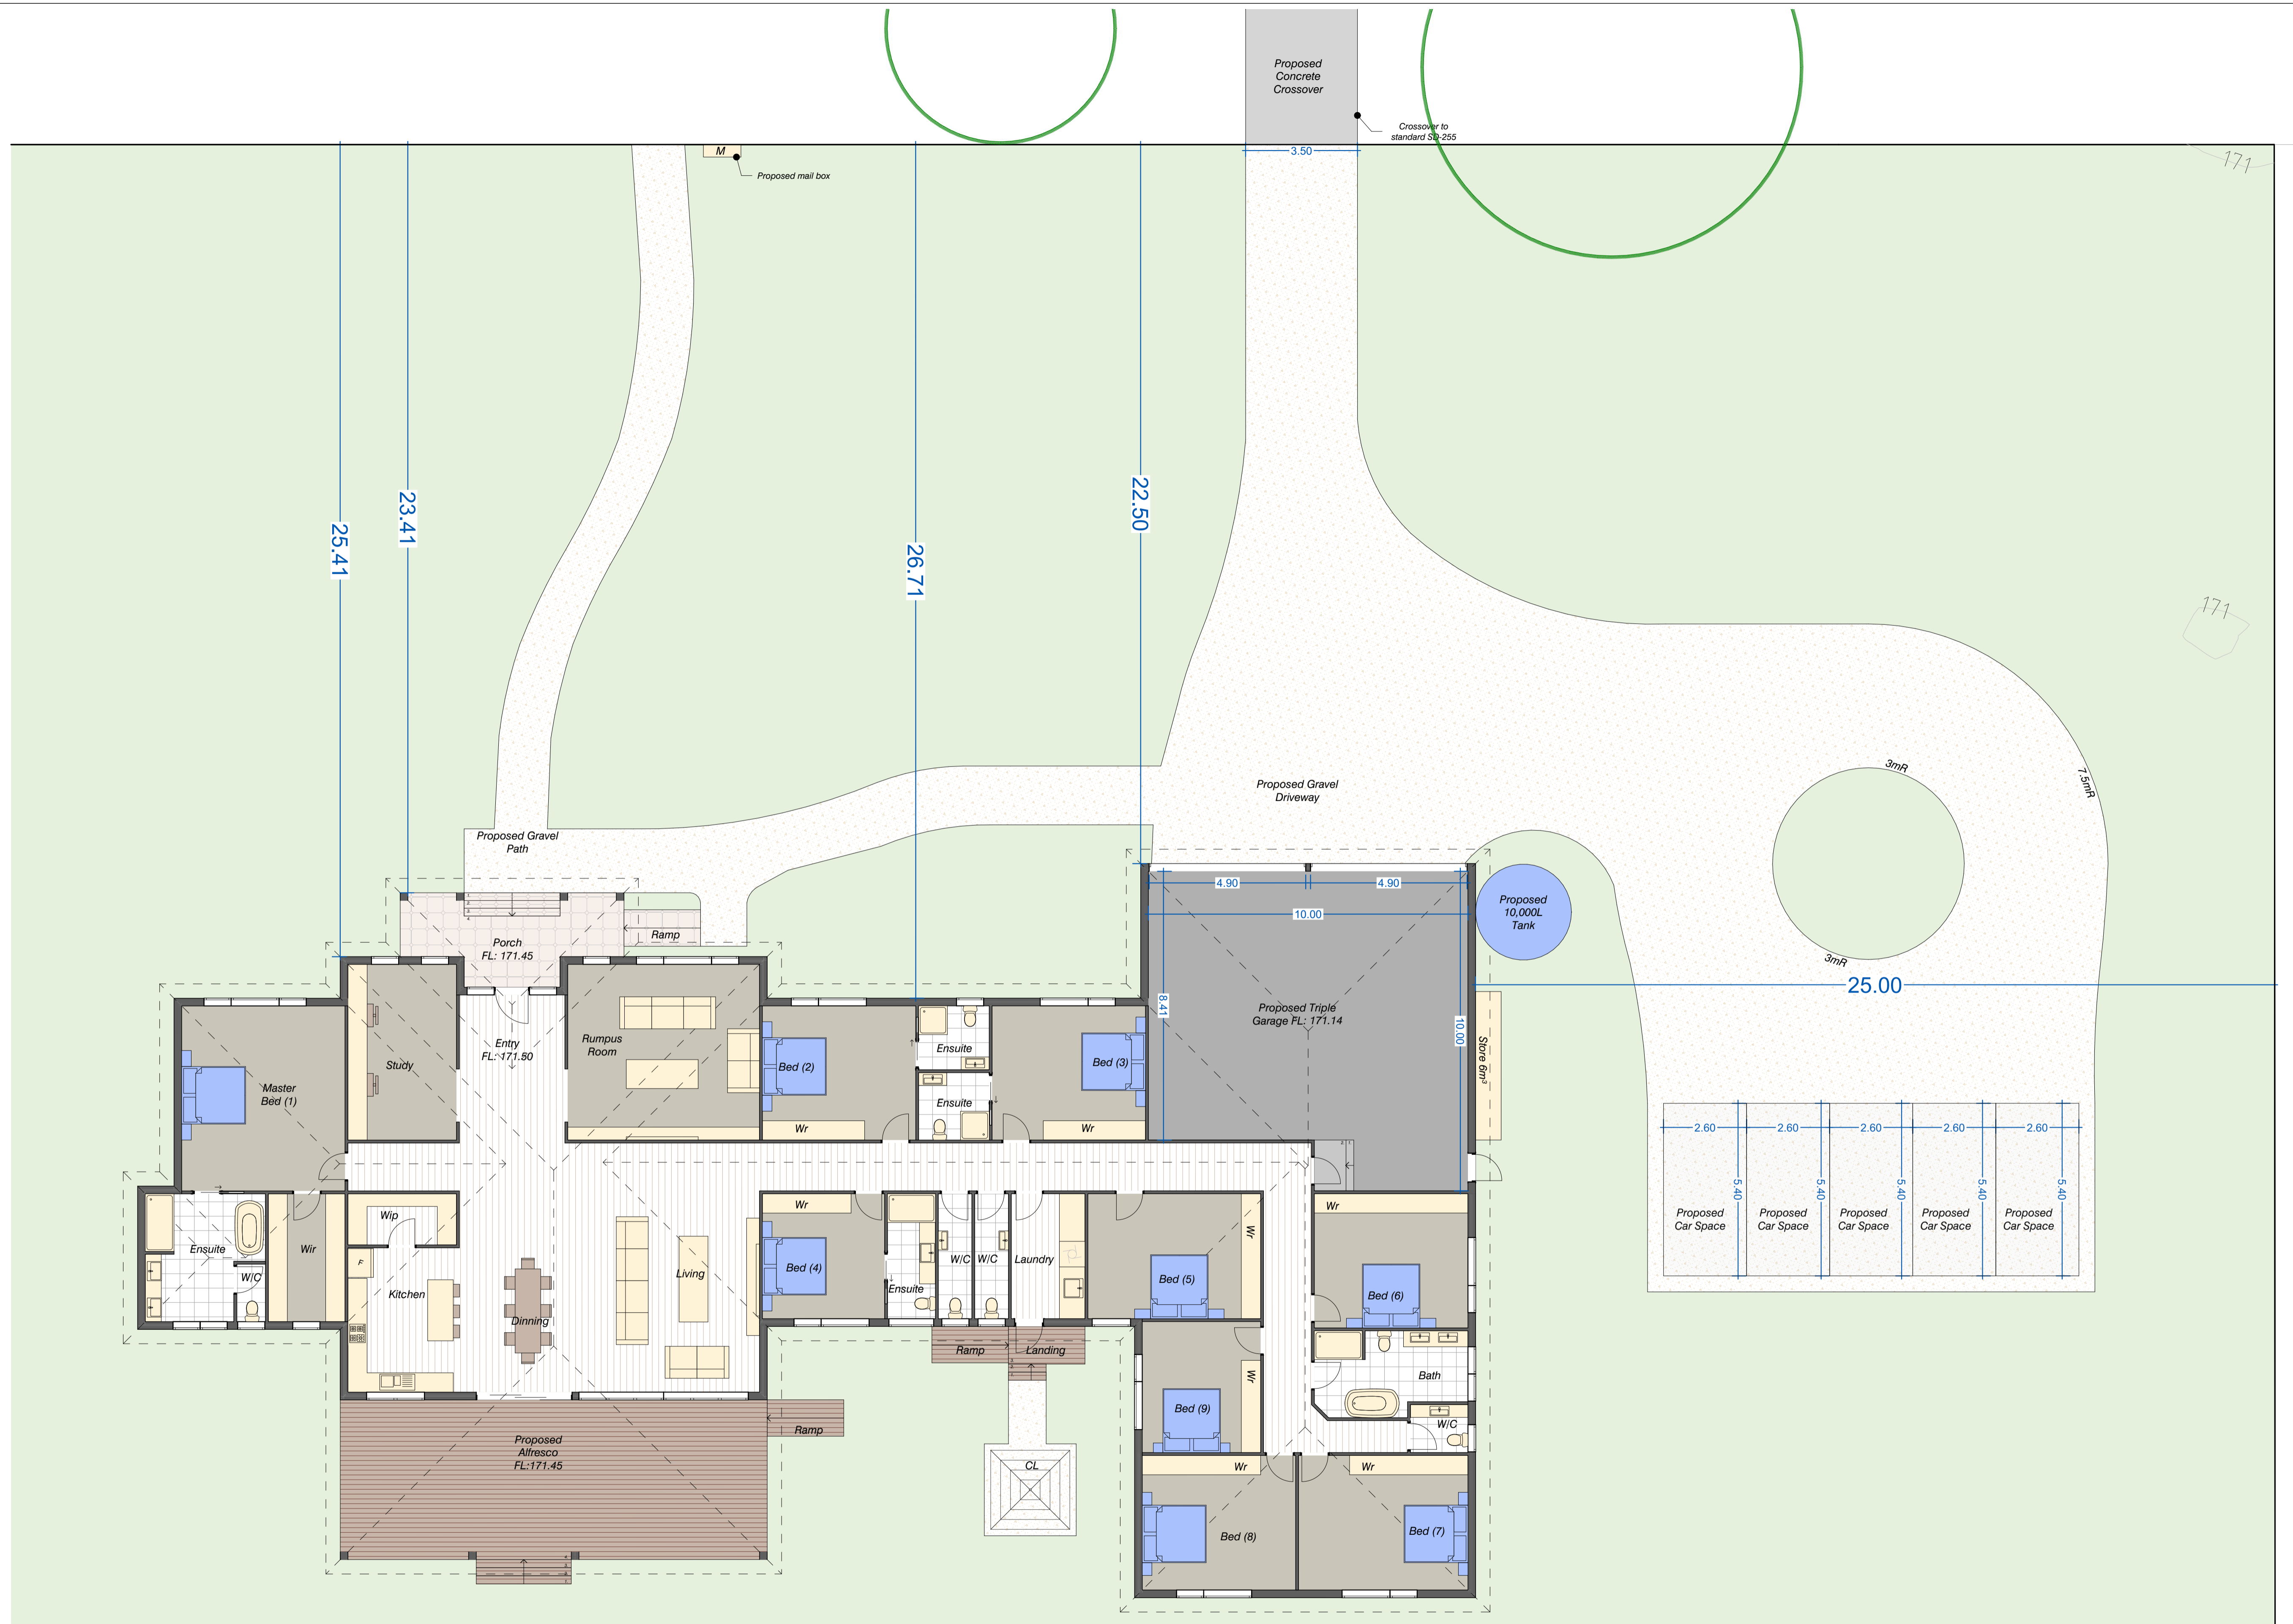 Proposed
Concrete
Crossover
Crossover to
standard SD-255
M
Proposed mail box
3.50
171
25.41
23.41
26.71
22.50
171
Proposed Gravel
Driveway
3mR
7.5mR
3mR
Proposed Gravel
Path
4.90
4.90
10.00
8.41
10.00
Proposed
10,000L
Tank
25.00
Porch
FL: 171.45
Ramp
Proposed Triple
Garage FL: 171.14
Store 6m³
Entry
FL: 171.50
Rumpus
Room
Study
Master
Bed (1)
Bed (2)
Ensuite
Ensuite
Bed (3)
Wr
Wr
2.60
2.60
2.60
2.60
2.60
5.40
5.40
5.40
5.40
5.40
Proposed
Car Space
Proposed
Car Space
Proposed
Car Space
Proposed
Car Space
Proposed
Car Space
Ensuite
W/C
Wir
Wip
F
Kitchen
Dinning
Living
Wr
Bed (4)
Ensuite
W/C
W/C
Laundry
Bed (5)
Wr
Wr
Bed (6)
Ramp
Landing
Bath
W/C
Bed (9)
Wr
Proposed
Alfresco
FL:171.45
Ramp
CL
Wr
Wr
Bed (8)
Bed (7)